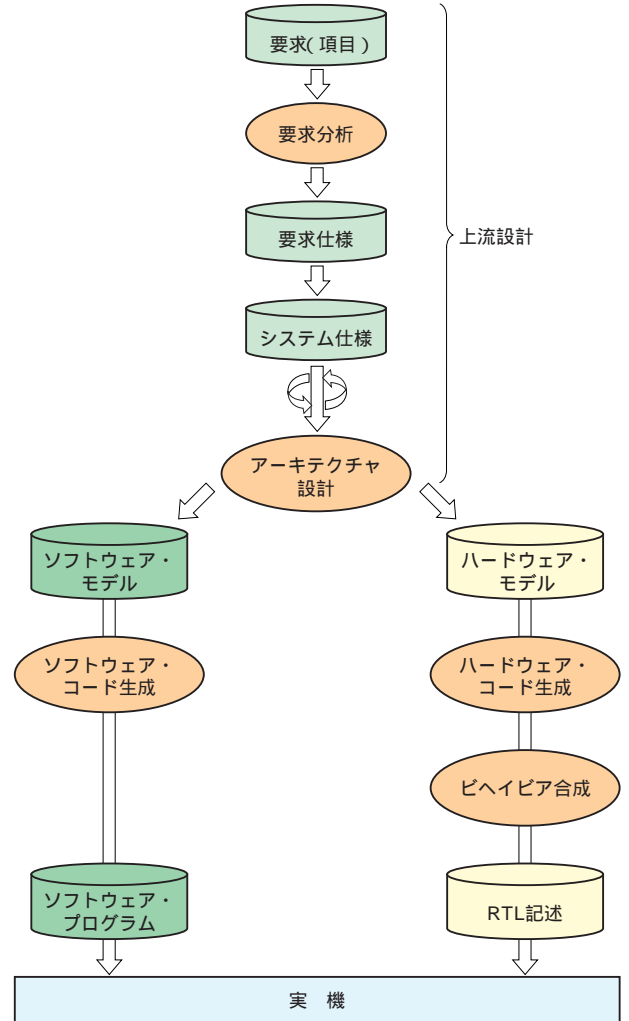 要求(項目)
要求分析
要求仕様
上流設計
システム仕様
アーキテクチャ
設計
ソフトウェア・
モデル
ハードウェア・
モデル
ソフトウェア・
コード生成
ハードウェア・
コード生成
ビヘイビア合成
ソフトウェア・
プログラム
RTL記述
実 機